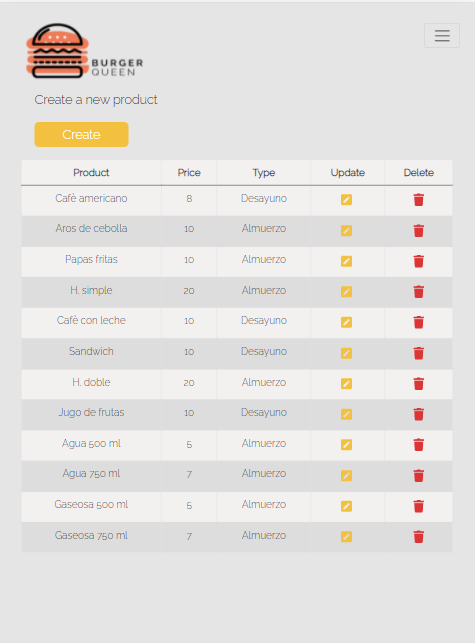 BURGER
QUEEN
Create a new product
Create
Product Price Type Update Delete
Cafè americano 8 Desayuno
Aros de cebolla 10 Almuerzo
Papas fritas 10 Almuerzo
H. simple 20 Almuerzo
Cafè con leche 10 Desayuno
Sandwich 10 Desayuno
H. doble 20 Almuerzo
Jugo de frutas 10 Desayuno
Agua 500 ml 5 Almuerzo
Agua 750 ml 7 Almuerzo
Gaseosa 500 ml 5 Almuerzo
Gaseosa 750 ml 7 Almuerzo